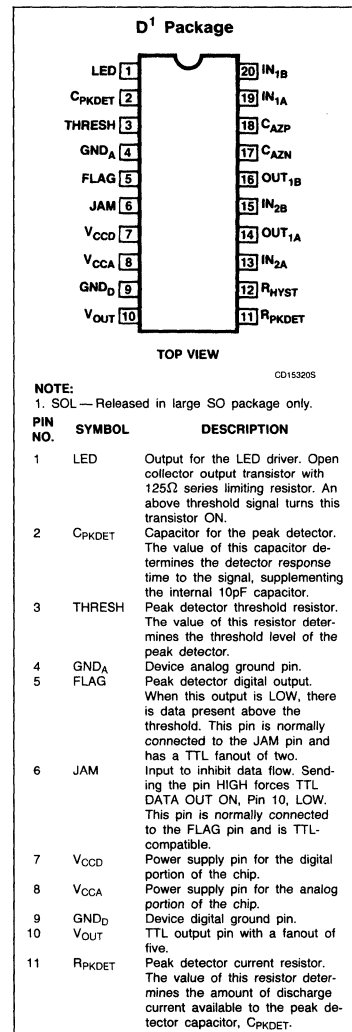 D¹ Package
LED 1
CPKDET 2
THRESH 3
GNDA 4
FLAG 5
JAM 6
VCCD 7
VCCA 8
GNDD 9
VOUT 10
20 IN1B
19 IN1A
18 CAZP
17 CAZN
16 OUT1B
15 IN2B
14 OUT1A
13 IN2A
12 RHYST
11 RPKDET
TOP VIEW
CD15320S
NOTE:
1. SOL — Released in large SO package only.
PIN NO. SYMBOL DESCRIPTION
1 LED Output for the LED driver. Open
collector output transistor with
125Ω series limiting resistor. An
above threshold signal turns this
transistor ON.
2 CPKDET Capacitor for the peak detector.
The value of this capacitor de-
termines the detector response
time to the signal, supplementing
the internal 10pF capacitor.
3 THRESH Peak detector threshold resistor.
The value of this resistor deter-
mines the threshold level of the
peak detector.
4 GNDA Device analog ground pin.
5 FLAG Peak detector digital output.
When this output is LOW, there
is data present above the
threshold. This pin is normally
connected to the JAM pin and
has a TTL fanout of two.
6 JAM Input to inhibit data flow. Send-
ing the pin HIGH forces TTL
DATA OUT ON, Pin 10, LOW.
This pin is normally connected
to the FLAG pin and is TTL-
compatible.
7 VCCD Power supply pin for the digital
portion of the chip.
8 VCCA Power supply pin for the analog
portion of the chip.
9 GNDD Device digital ground pin.
10 VOUT TTL output pin with a fanout of
five.
11 RPKDET Peak detector current resistor.
The value of this resistor deter-
mines the amount of discharge
current available to the peak de-
tector capacitor, CPKDET.